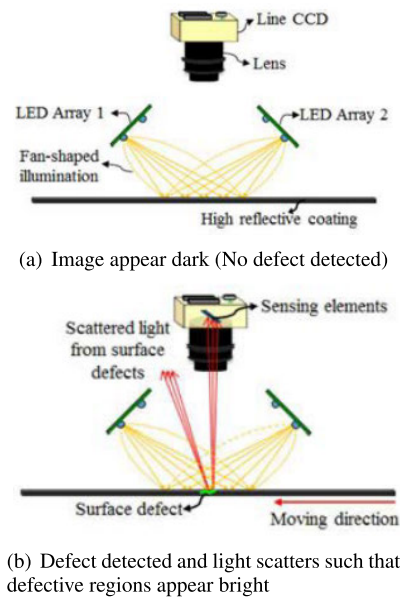 Line CCD
Lens
LED Array 1
LED Array 2
Fan-shaped
illumination
High reflective coating
(a) Image appear dark (No defect detected)
Sensing elements
Scattered light
from surface
defects
Surface defect
Moving direction
(b) Defect detected and light scatters such that
defective regions appear bright